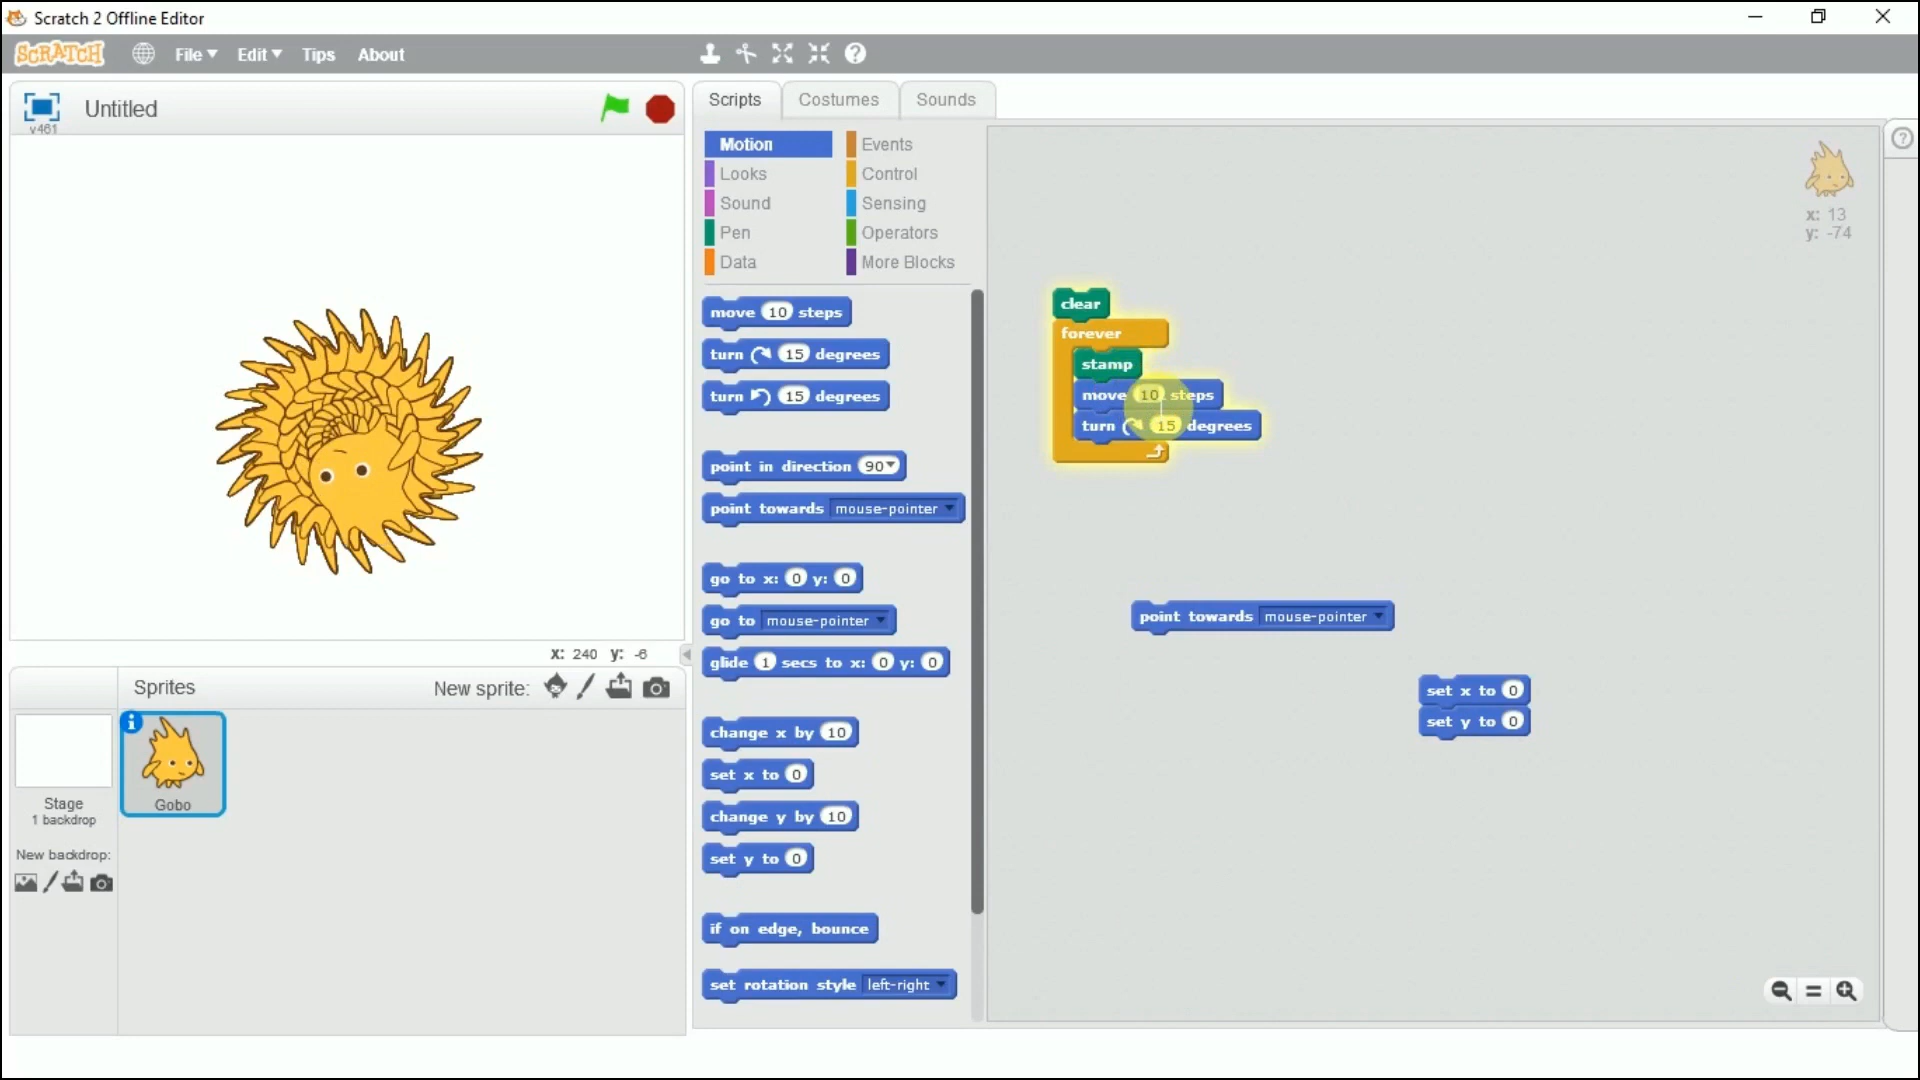 Scratch 2 Offline Editor
SCRATCH File Edit Tips About
v461
Untitled
Scripts Costumes Sounds
Motion Events
Looks Control
Sound Sensing
Pen Operators
Data More Blocks
move 10 steps
turn 15 degrees
turn 15 degrees
point in direction 90
point towards mouse-pointer
go to x: 0 y: 0
go to mouse-pointer
glide 1 secs to x: 0 y: 0
change x by 10
set x to 0
change y by 10
set y to 0
if on edge, bounce
set rotation style left-right
x: 13
y: -74
clear
forever
stamp
move 10 steps
turn 15 degrees
point towards mouse-pointer
set x to 0
set y to 0
x: 240 y: -6
Sprites New sprite:
Gobo
Stage
1 backdrop
New backdrop: